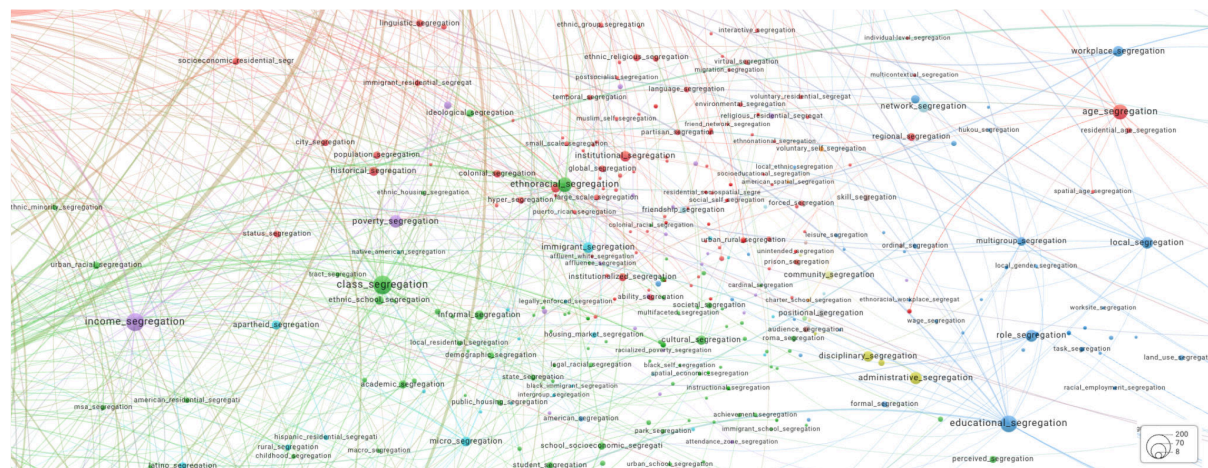 linguistic_segregation
ethnic_group_segregation
interactive_segregation
individual-level_segregation
workplace_segregation
socioeconomic_residential_segr
ethnic_religious_segregation
virtual_segregation
migration_segregation
multicontextual_segregation
immigrant_residential_segregat
postsocialist_segregation
language_segregation
temporal_segregation
environmental_segregation
voluntary_residential_segregat
network_segregation
age_segregation
ideological_segregation
muslim_selfsegregation
religious_residential_segregat
friend_network_segregation
partisan_segregation
regional_segregation
hukou_segregation
residential_age_segregation
city_segregation
small_scale_segregation
ethnonational_segregation
voluntary_self_segregation
population_segregation
institutional_segregation
historical_segregation
colonial_segregation
global_segregation
local_ethnic_segregation
socioeducational_segregation
ethnoracial_segregation
american_spatial_segregation
ethnic_housing_segregation
residential_sociospatial_segre
spatial_age_segregation
hyper_segregation
large_scale_segregation
social_self_segregation
forced_segregation
skill_segregation
ethnic_minority_segregation
puerto_rican_segregation
friendship_segregation
poverty_segregation
colonial_racial_segregation
status_segregation
leisure_segregation
urban_rural_segregation
multigroup_segregation
local_segregation
immigrant_segregation
ordinal_segregation
native_american_segregation
affluent_white_segregation
unintended_segregation
affluence_segregation
prison_segregation
urban_racial_segregation
local_gender_segregation
tract_segregation
institutionalized_segregation
community_segregation
class_segregation
cardinal_segregation
ethnic_school_segregation
ability_segregation
legally_enforced_segregation
charter_school_segregation
ethnoracial_workplace_segregat
societal_segregation
worksite_segregation
informal_segregation
multifaceted_segregation
positional_segregation
income_segregation
apartheid_segregation
wage_segregation
audience_segregation
housing_market_segregation
role_segregation
cultural_segregation
roma_segregation
local_residential_segregation
racialized_poverty_segregation
task_segregation
demographic_segregation
disciplinary_segregation
land_use_segregat
legal_racial_segregation
black_self_segregation
spatial_economic_segregation
state_segregation
administrative_segregation
academic_segregation
black_immigrant_segregation
instructional_segregation
racial_employment_segregation
intergroup_segregation
american_residential_segregati
public_housing_segregation
formal_segregation
msa_segregation
american_segregation
achievement_segregation
educational_segregation
park_segregation
immigrant_school_segregation
hispanic_residential_segregati
micro_segregation
school_socioeconomic_segregati
attendance_zone_segregation
rural_segregation
macro_segregation
childhood_segregation
perceived_segregation
latino_segregation
student_segregation
urban_school_segregation
200
70
8